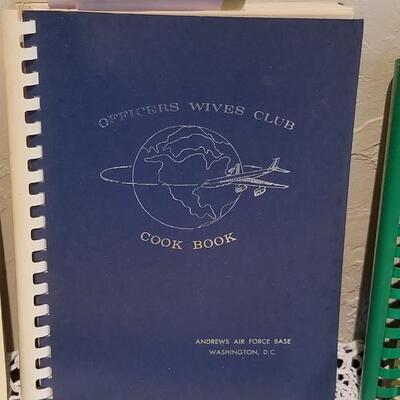 OFFICERS WIVES CLUB
COOK BOOK
ANDREWS AIR FORCE BASE
WASHINGTON, D.C.